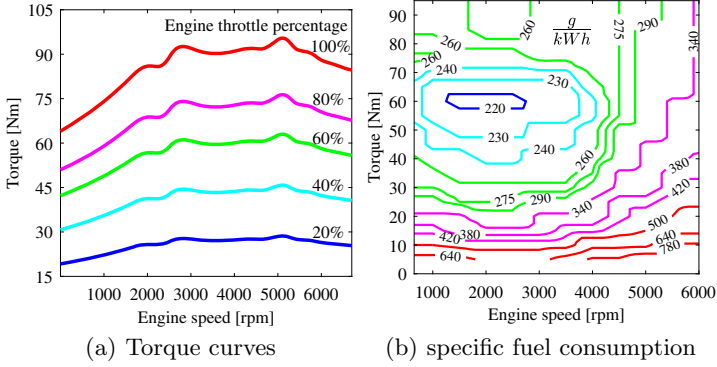 Engine throttle percentage
100%
80%
60%
40%
20%
105
90
75
60
45
30
15
Torque [Nm]
1000 2000 3000 4000 5000 6000
Engine speed [rpm]
(a) Torque curves
g
kWh
260 260 275 290 340
260
260
240 230
220
230
240 260
275 290
340 380
420
420 380
500
640
640 780
90
80
70
60
50
40
30
20
10
0
Torque [Nm]
1000 2000 3000 4000 5000 6000
Engine speed [rpm]
(b) specific fuel consumption